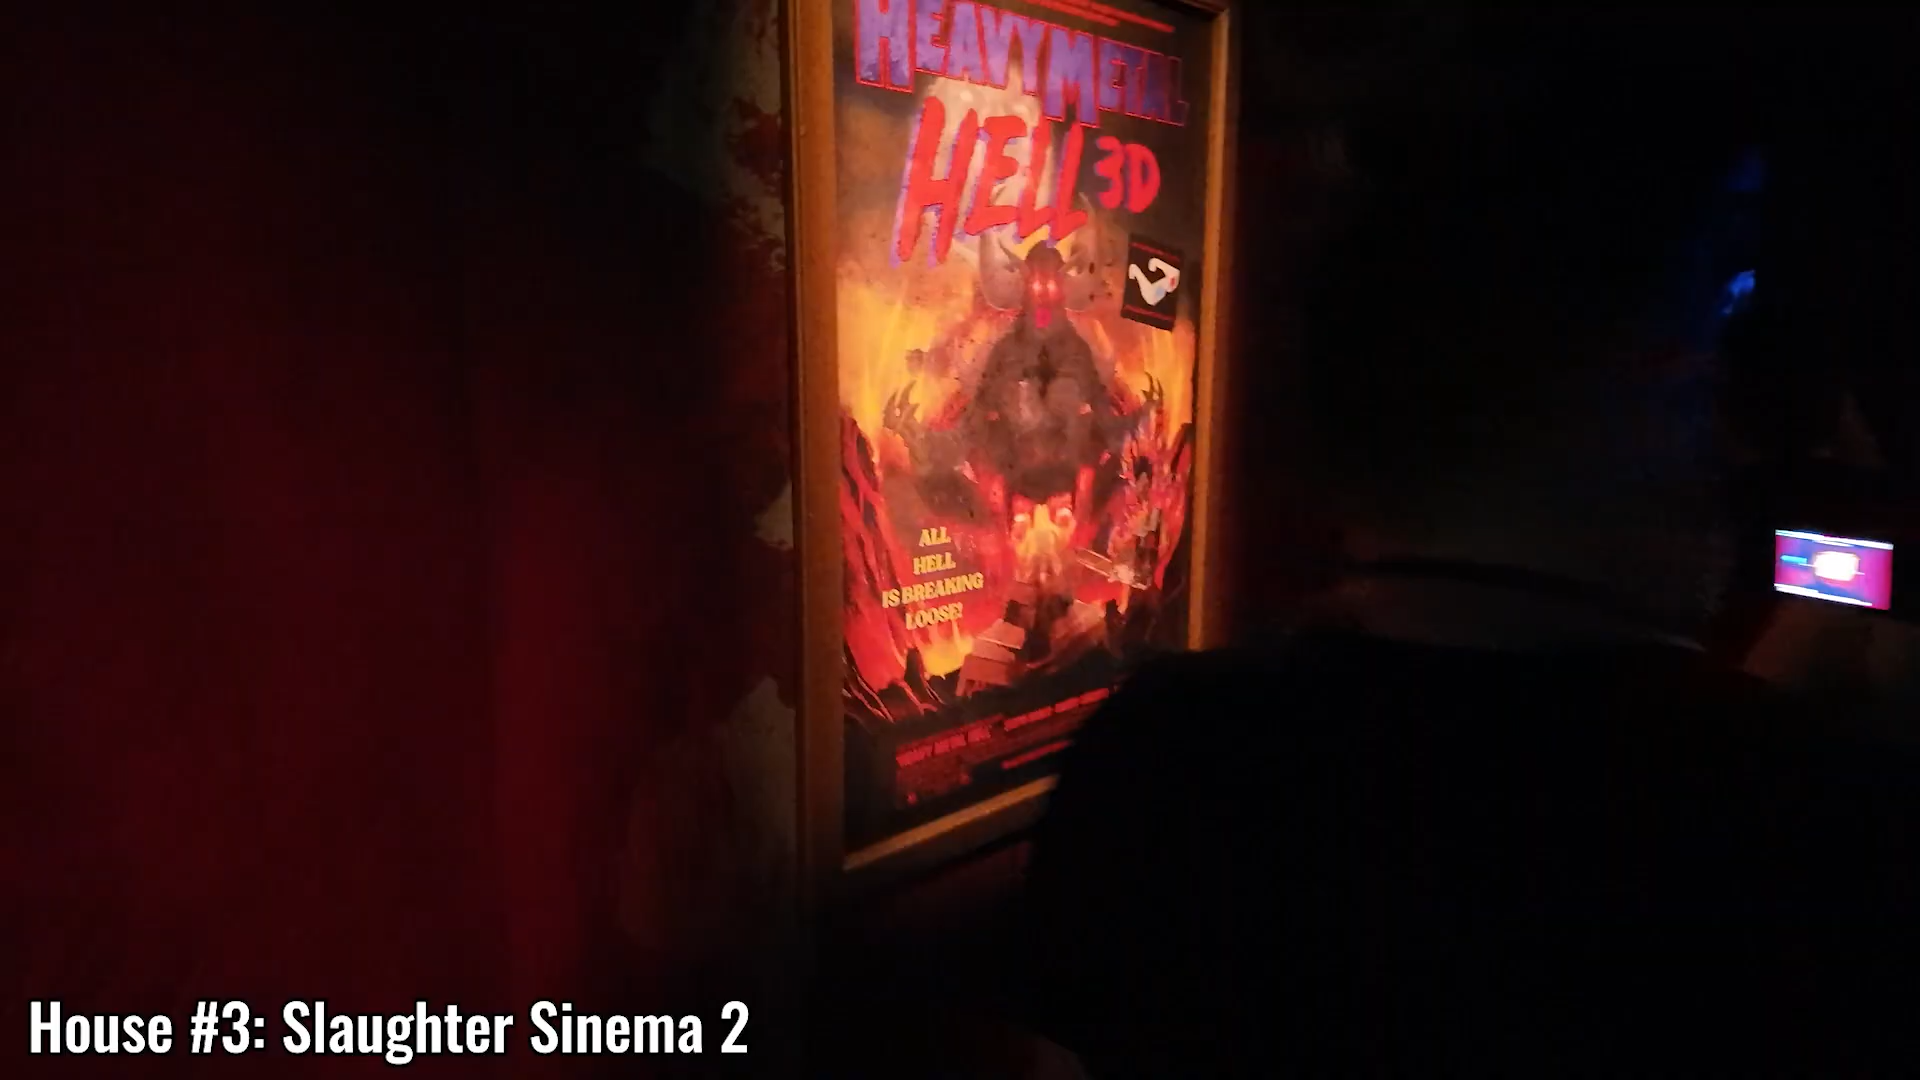 HEAVY METAL
HELL 3D
ALL
HELL
IS BREAKING
LOOSE!
House #3: Slaughter Sinema 2